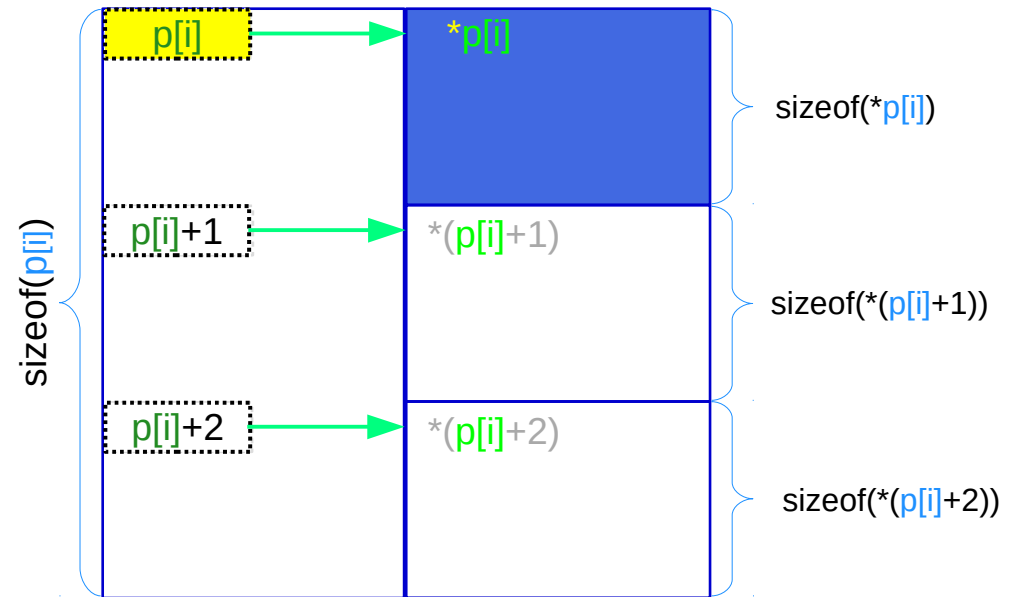 p[i]
*p[i]
sizeof(*p[i])
sizeof(p[i])
p[i]+1
*(p[i]+1)
sizeof(*(p[i]+1))
p[i]+2
*(p[i]+2)
sizeof(*(p[i]+2))